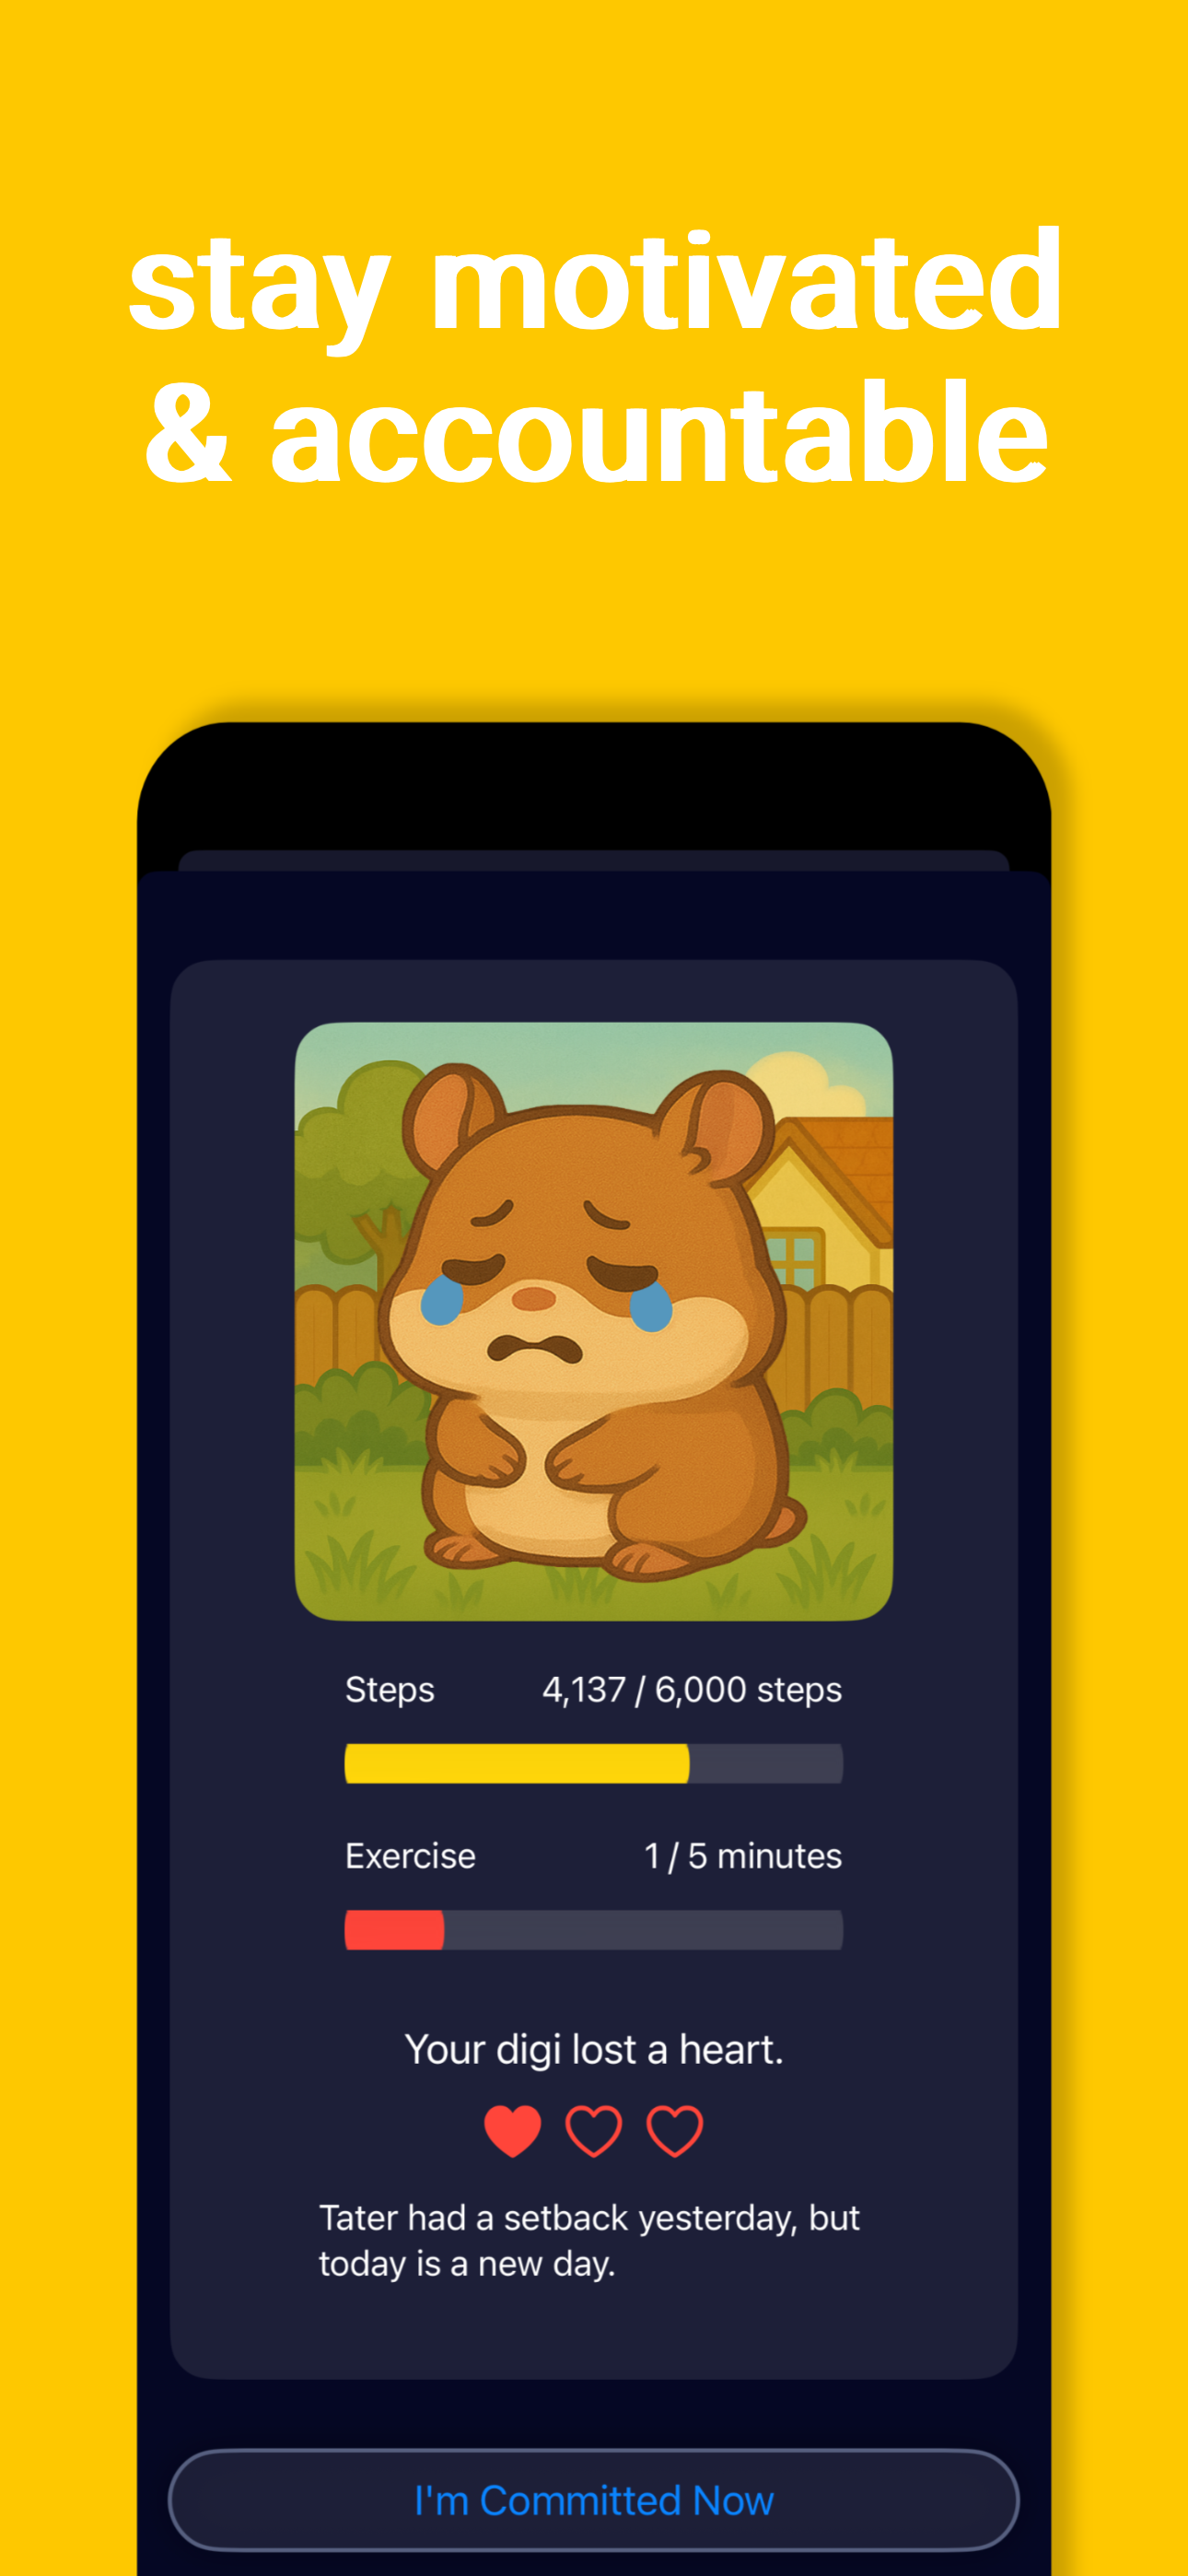 stay motivated
& accountable
Steps 4,137 / 6,000 steps
Exercise 1 / 5 minutes
Your digi lost a heart.
Tater had a setback yesterday, but
today is a new day.
I'm Committed Now